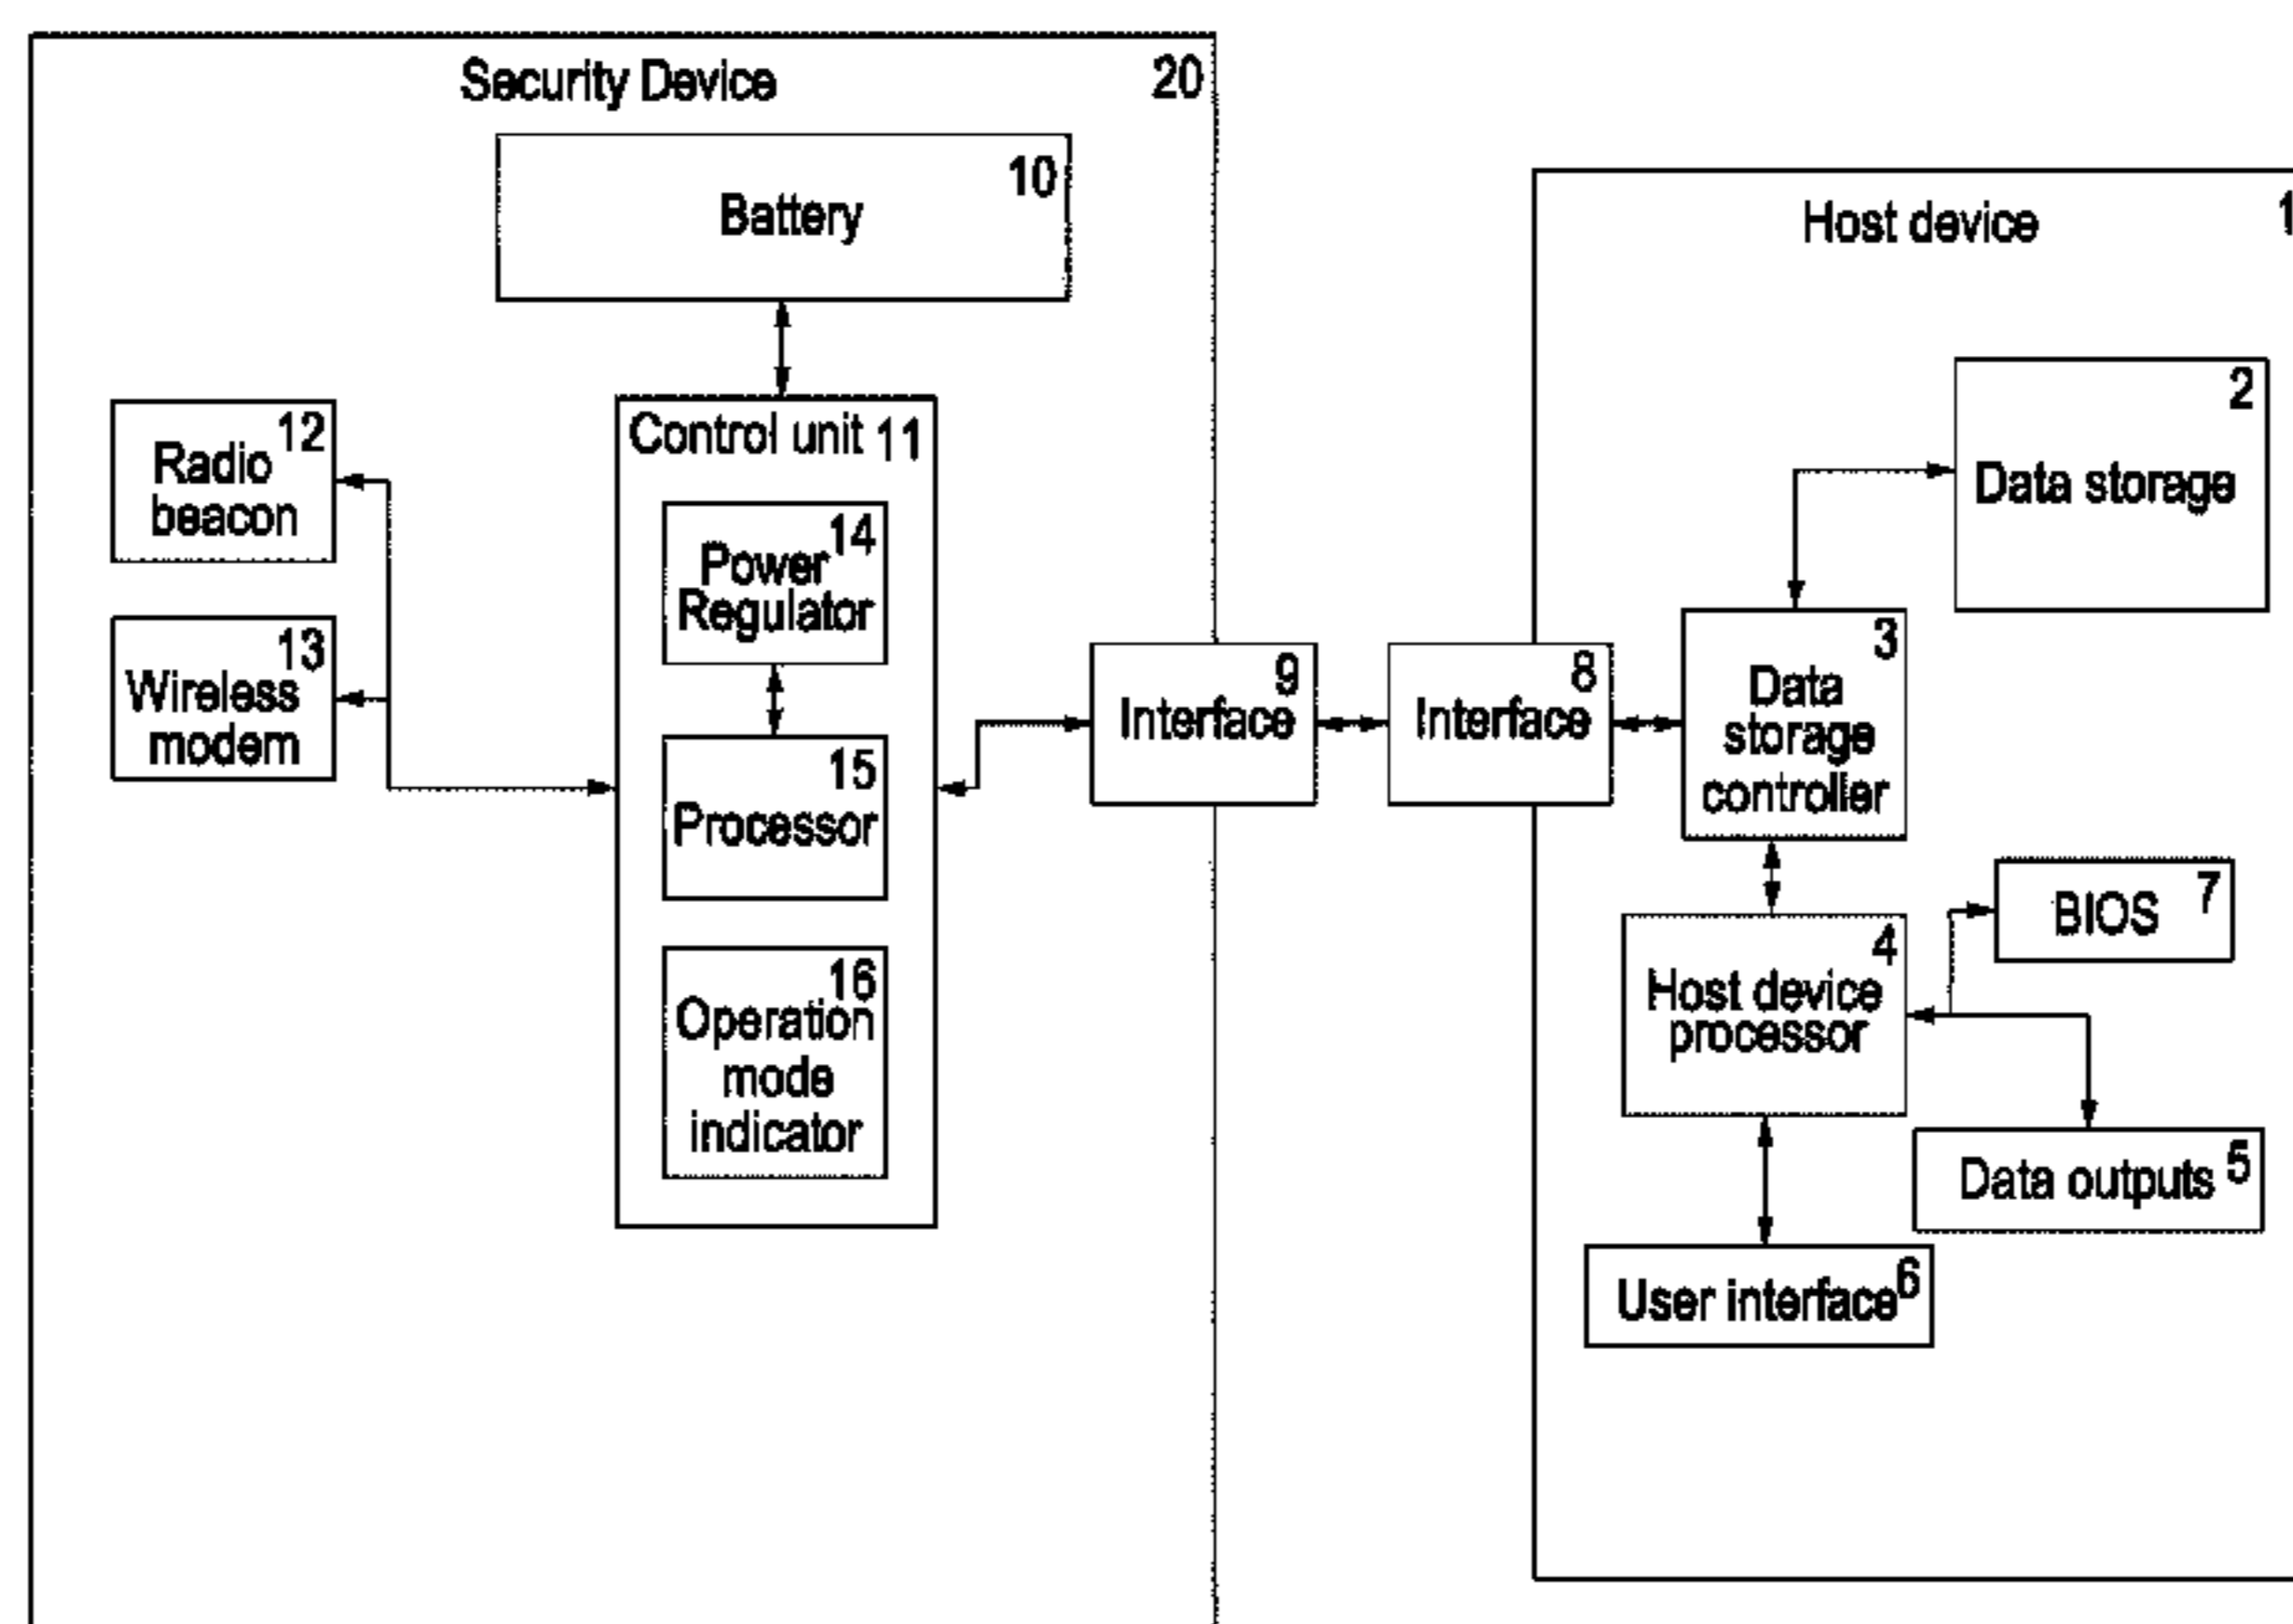 Security Device 20
Battery 10
Control unit 11
Radio 12
beacon
Wireless 13
modem
Power 14
Regulator
Processor 15
Operation 16
mode
indicator
Interface 9
Interface 8
Host device 1
Data storage 2
Data 3
storage
controller
Host device 4
processor
BIOS 7
Data outputs 5
User interface 6